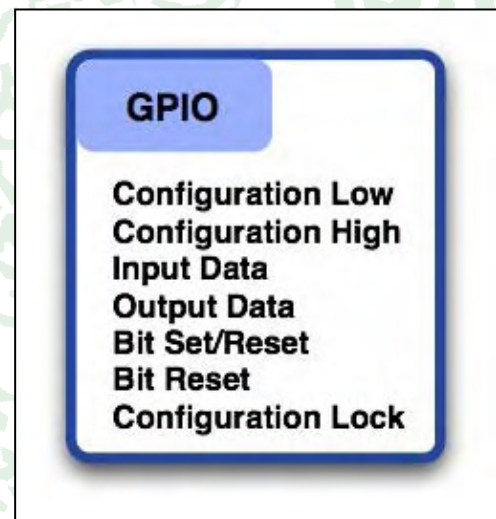 GPIO
Configuration Low
Configuration High
Input Data
Output Data
Bit Set/Reset
Bit Reset
Configuration Lock